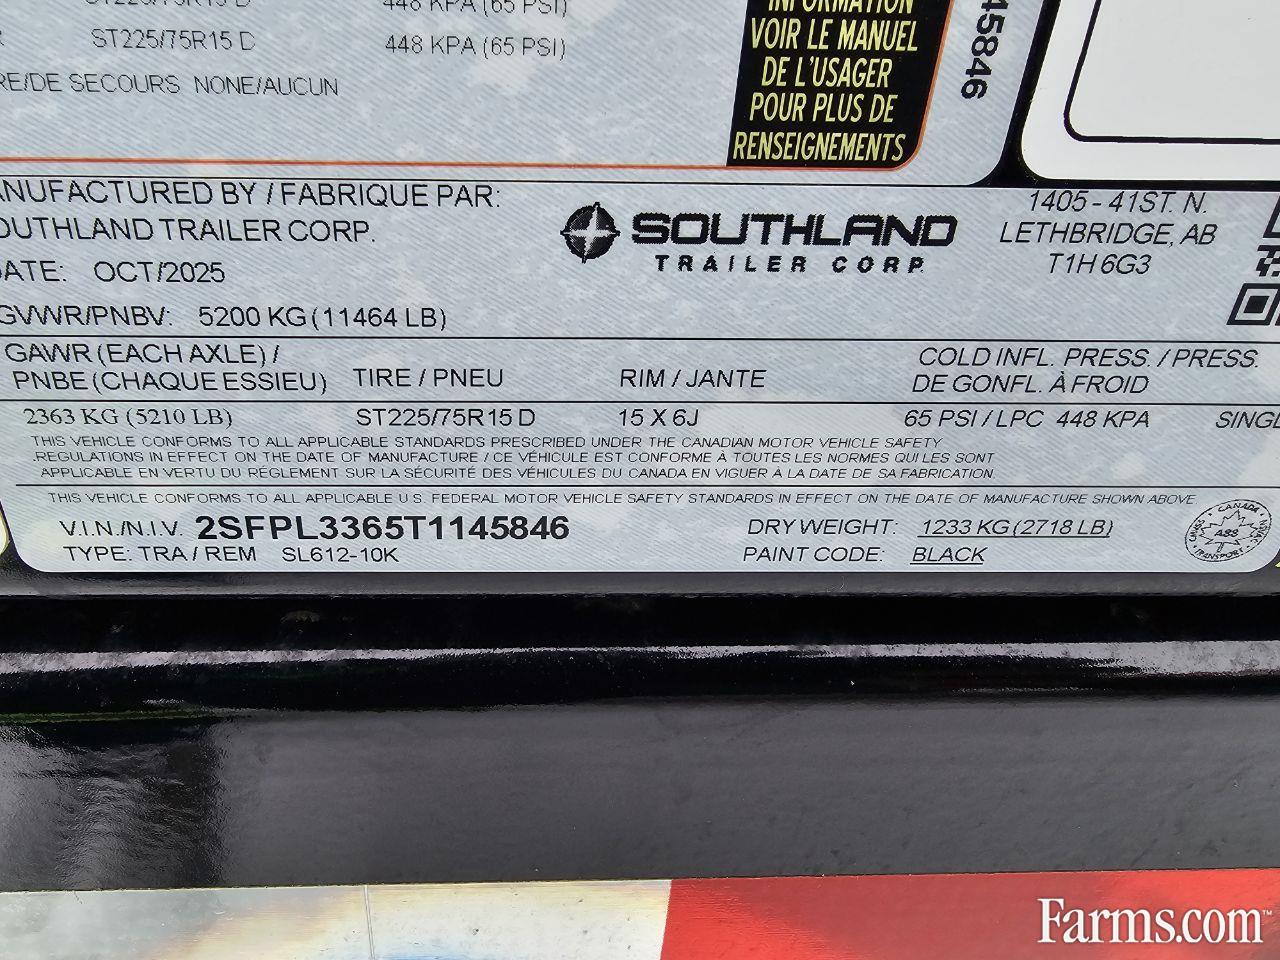 ST225/75R15 D 448 KPA (65 PSI)
ST225/75R15 D 448 KPA (65 PSI)
RE/DE SECOURS NONE/AUCUN
INFORMATION
VOIR LE MANUEL
DE L'USAGER
POUR PLUS DE
RENSEIGNEMENTS
45846
ANUFACTURED BY / FABRIQUE PAR:
OUTHLAND TRAILER CORP.
DATE: OCT/2025
GVWR/PNBV: 5200 KG (11464 LB)
SOUTHLAND
TRAILER CORP.
1405 - 41ST. N.
LETHBRIDGE, AB
T1H 6G3
GAWR (EACH AXLE) /
PNBE (CHAQUE ESSIEU) TIRE / PNEU RIM / JANTE
COLD INFL. PRESS. / PRESS.
DE GONFL. À FROID
2363 KG (5210 LB) ST225/75R15 D 15 X 6J 65 PSI / LPC 448 KPA SINGL
THIS VEHICLE CONFORMS TO ALL APPLICABLE STANDARDS PRESCRIBED UNDER THE CANADIAN MOTOR VEHICLE SAFETY
REGULATIONS IN EFFECT ON THE DATE OF MANUFACTURE / CE VÉHICULE EST CONFORME À TOUTES LES NORMES QUI LES SONT
APPLICABLE EN VERTU DU RÉGLEMENT SUR LA SÉCURITÉ DES VÉHICULES DU CANADA EN VIGUER À LA DATE DE SA FABRICATION.
THIS VEHICLE CONFORMS TO ALL APPLICABLE U.S. FEDERAL MOTOR VEHICLE SAFETY STANDARDS IN EFFECT ON THE DATE OF MANUFACTURE SHOWN ABOVE
V.I.N./N.I.V. 2SFPL3365T1145846 DRY WEIGHT: 1233 KG (2718 LB)
TYPE: TRA / REM SL612-10K PAINT CODE: BLACK
CANADA
TRANSPORT
Farms.com™